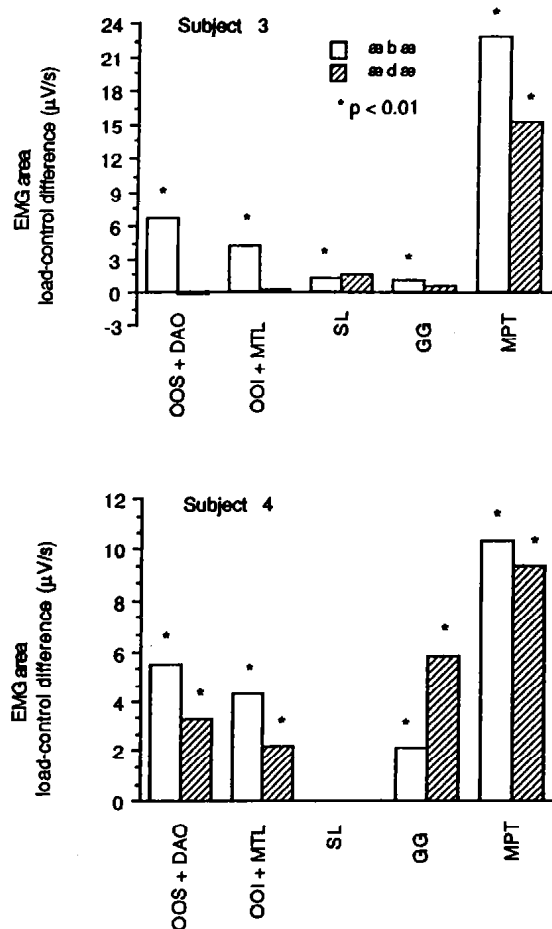 Subject 3
æ b æ
æ d æ
* p < 0.01
EMG area
load-control difference (µV/s)
24
21
18
15
12
9
6
3
0
-3
* * * * * *
OOS + DAO
OOI + MTL
SL
GG
MPT
Subject 4
EMG area
load-control difference (µV/s)
12
10
8
6
4
2
0
* * * * * * * *
OOS + DAO
OOI + MTL
SL
GG
MPT